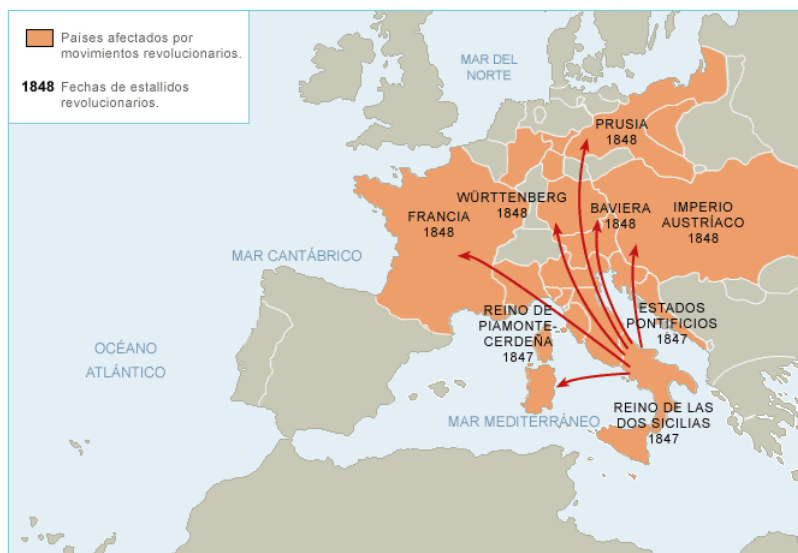 Países afectados por
movimientos revolucionarios.
1848 Fechas de estallidos
revolucionarios.
MAR DEL
NORTE
PRUSIA
1848
WÜRTTENBERG
1848
BAVIERA
1848
IMPERIO
AUSTRÍACO
1848
FRANCIA
1848
MAR CANTÁBRICO
REINO DE
PIAMONTE-
CERDEÑA
1847
ESTADOS
PONTIFICIOS
1847
OCÉANO
ATLÁNTICO
MAR MEDITERRÁNEO
REINO DE LAS
DOS SICILIAS
1847